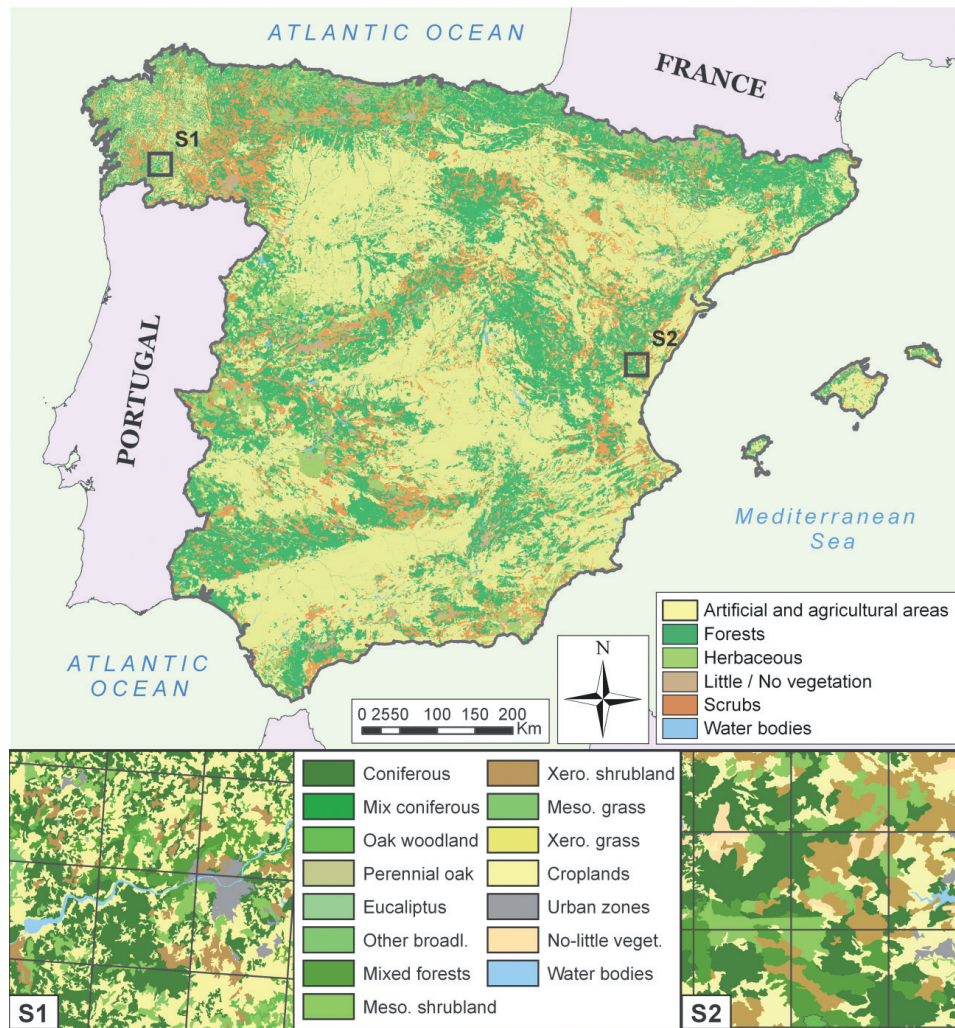 ATLANTIC OCEAN
FRANCE
S1
PORTUGAL
S2
Mediterranean
Sea
ATLANTIC
OCEAN
Artificial and agricultural areas
Forests
Herbaceous
Little / No vegetation
Scrubs
Water bodies
N
0 2550 100 150 200
Km
Coniferous
Mix coniferous
Oak woodland
Perennial oak
Eucaliptus
Other broadl.
Mixed forests
Meso. shrubland
Xero. shrubland
Meso. grass
Xero. grass
Croplands
Urban zones
No-little veget.
Water bodies
S1
S2